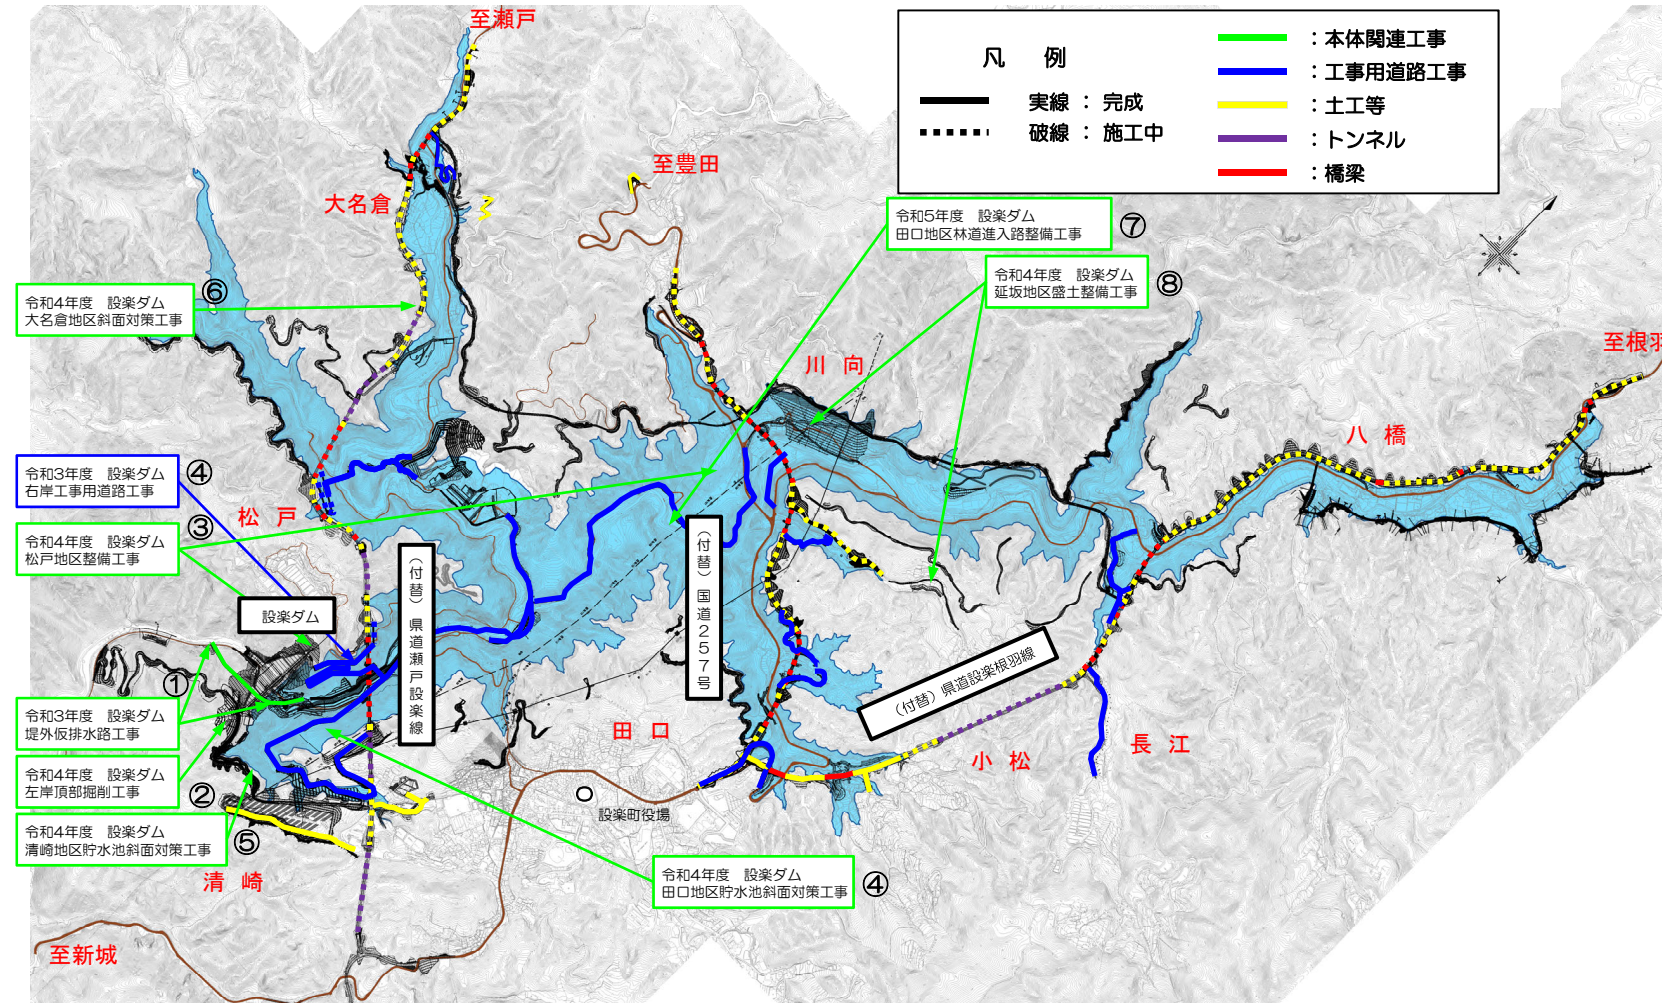 至瀬戸
凡　例
実線 ： 完成
破線 ： 施工中
：本体関連工事
：工事用道路工事
：土工等
：トンネル
：橋梁
至豊田
大名倉
令和5年度　設楽ダム
田口地区林道進入路整備工事
⑦
令和4年度　設楽ダム
延坂地区盛土整備工事
⑧
令和4年度　設楽ダム
大名倉地区斜面対策工事
⑥
川 向
至根羽
八 橋
令和3年度　設楽ダム
右岸工事用道路工事
④
松 戸
③
令和4年度　設楽ダム
松戸地区整備工事
設楽ダム
（付替）県道瀬戸設楽線
（付替）国道257号
（付替）県道設楽根羽線
①
令和3年度　設楽ダム
堤外仮排水路工事
令和4年度　設楽ダム
左岸頂部掘削工事
②
令和4年度　設楽ダム
清崎地区貯水池斜面対策工事
⑤
清 崎
田 口
小 松
長 江
設楽町役場
令和4年度　設楽ダム
田口地区貯水池斜面対策工事
④
至新城